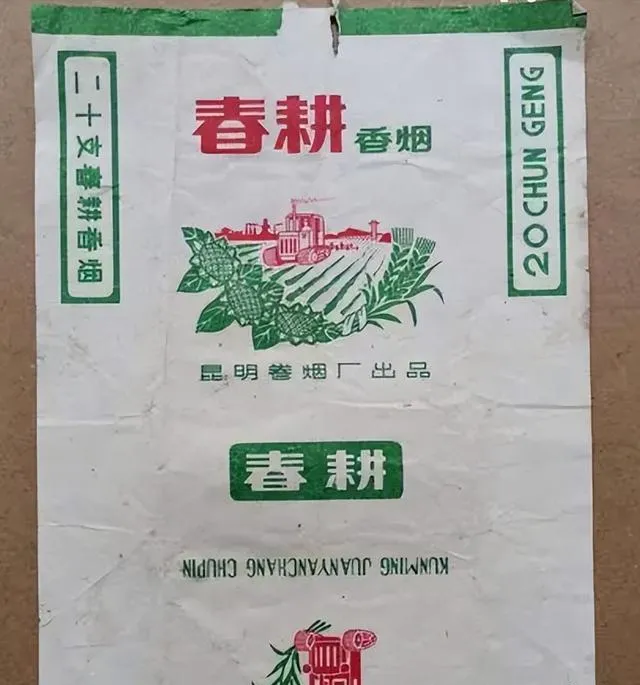 春耕 香烟
二十支春耕香烟
20 CHUN GENG
昆明卷烟厂出品
春耕
KUNMING JUANYANCHANG CHUPIN